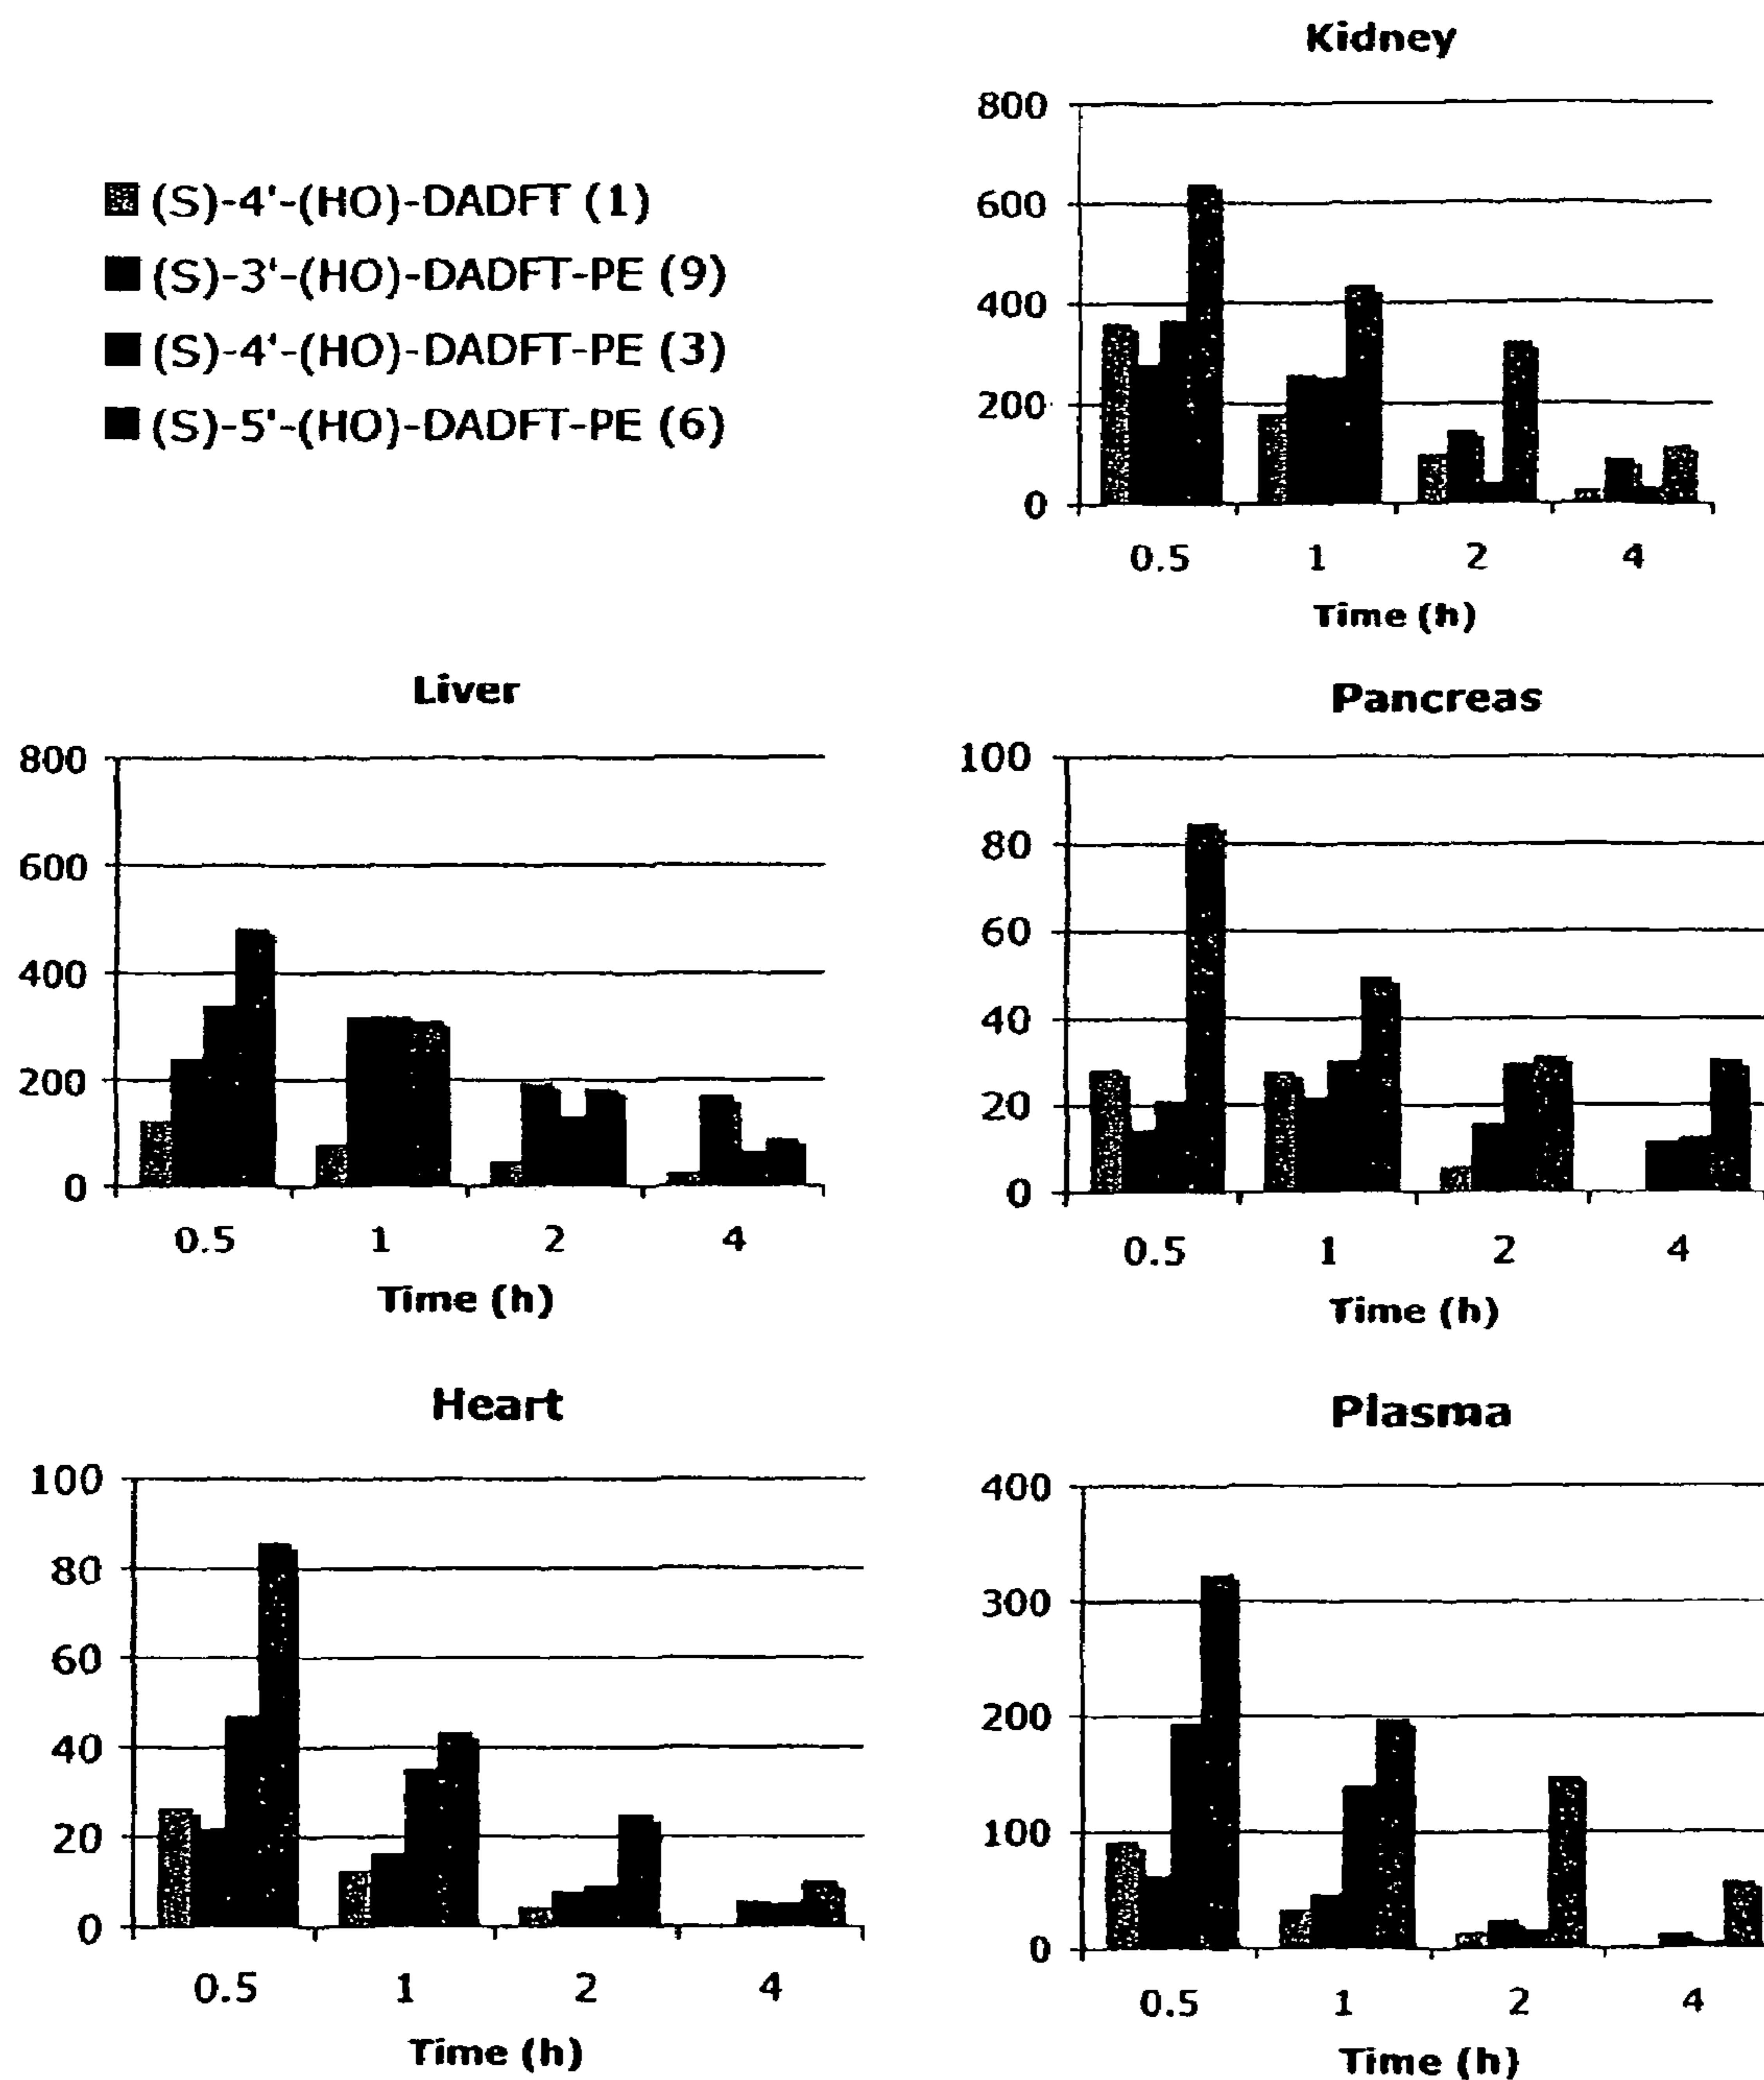 (S)-4'-(HO)-DADFT (1)
(S)-3'-(HO)-DADFT-PE (9)
(S)-4'-(HO)-DADFT-PE (3)
(S)-5'-(HO)-DADFT-PE (6)
Kidney
800
600
400
200
0
0.5 1 2 4
Time (h)
Liver
800
600
400
200
0
0.5 1 2 4
Time (h)
Pancreas
100
80
60
40
20
0
0.5 1 2 4
Time (h)
Heart
100
80
60
40
20
0
0.5 1 2 4
Time (h)
Plasma
400
300
200
100
0
0.5 1 2 4
Time (h)